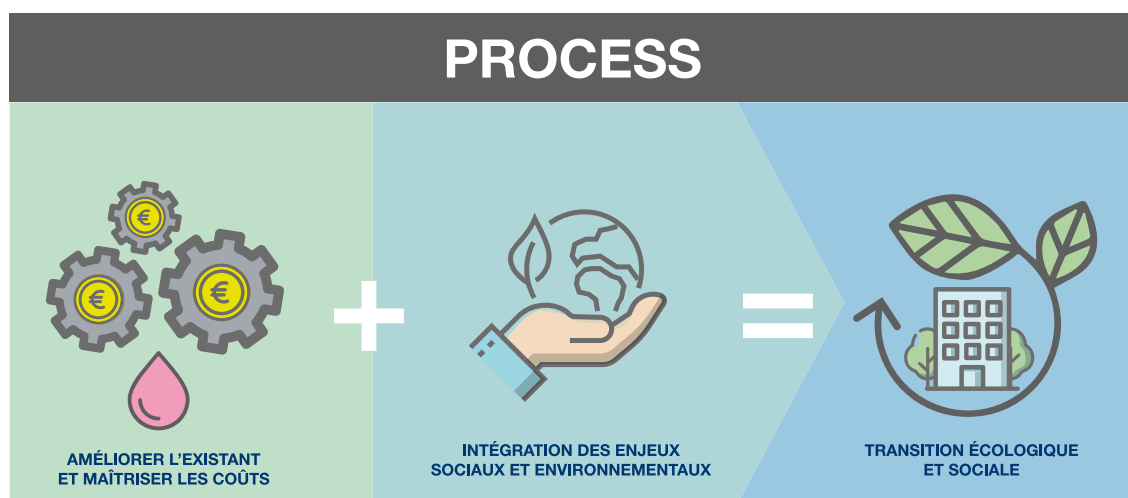 PROCESS
€
€
€
+
=
AMÉLIORER L'EXISTANT
ET MAÎTRISER LES COÛTS
INTÉGRATION DES ENJEUX
SOCIAUX ET ENVIRONNEMENTAUX
TRANSITION ÉCOLOGIQUE
ET SOCIALE